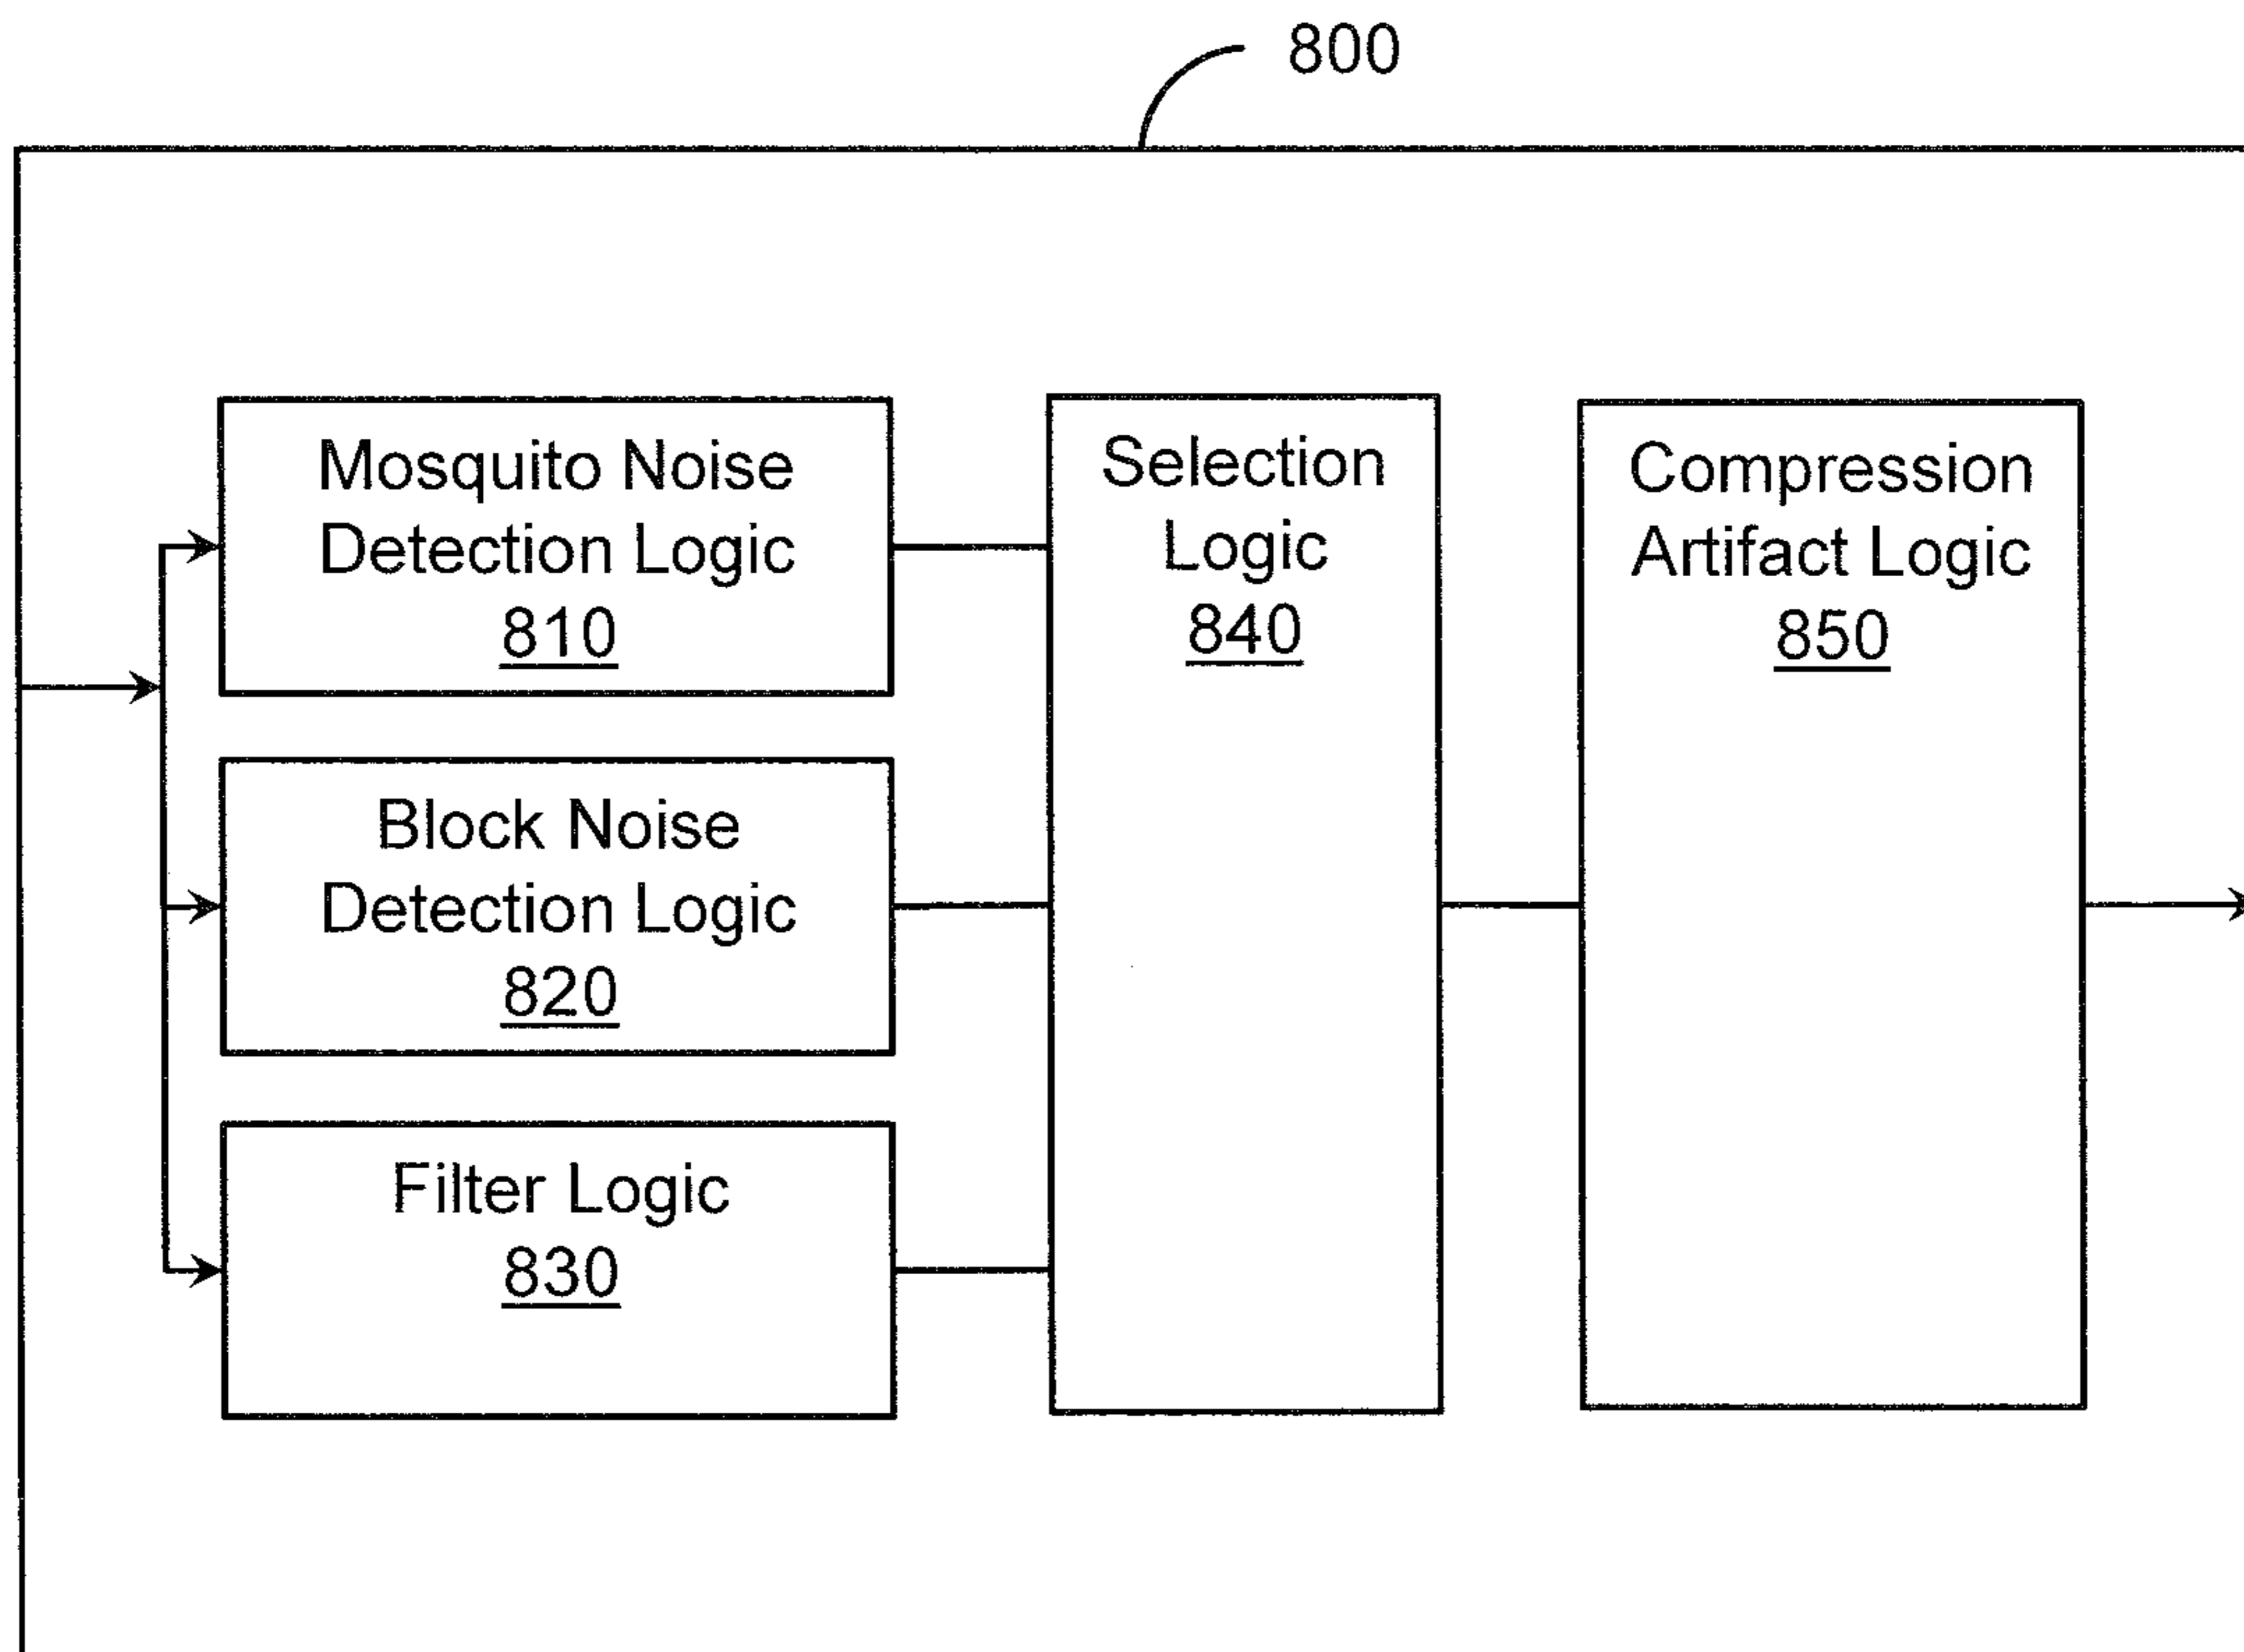 800
Mosquito Noise
Detection Logic
810
Block Noise
Detection Logic
820
Filter Logic
830
Selection
Logic
840
Compression
Artifact Logic
850